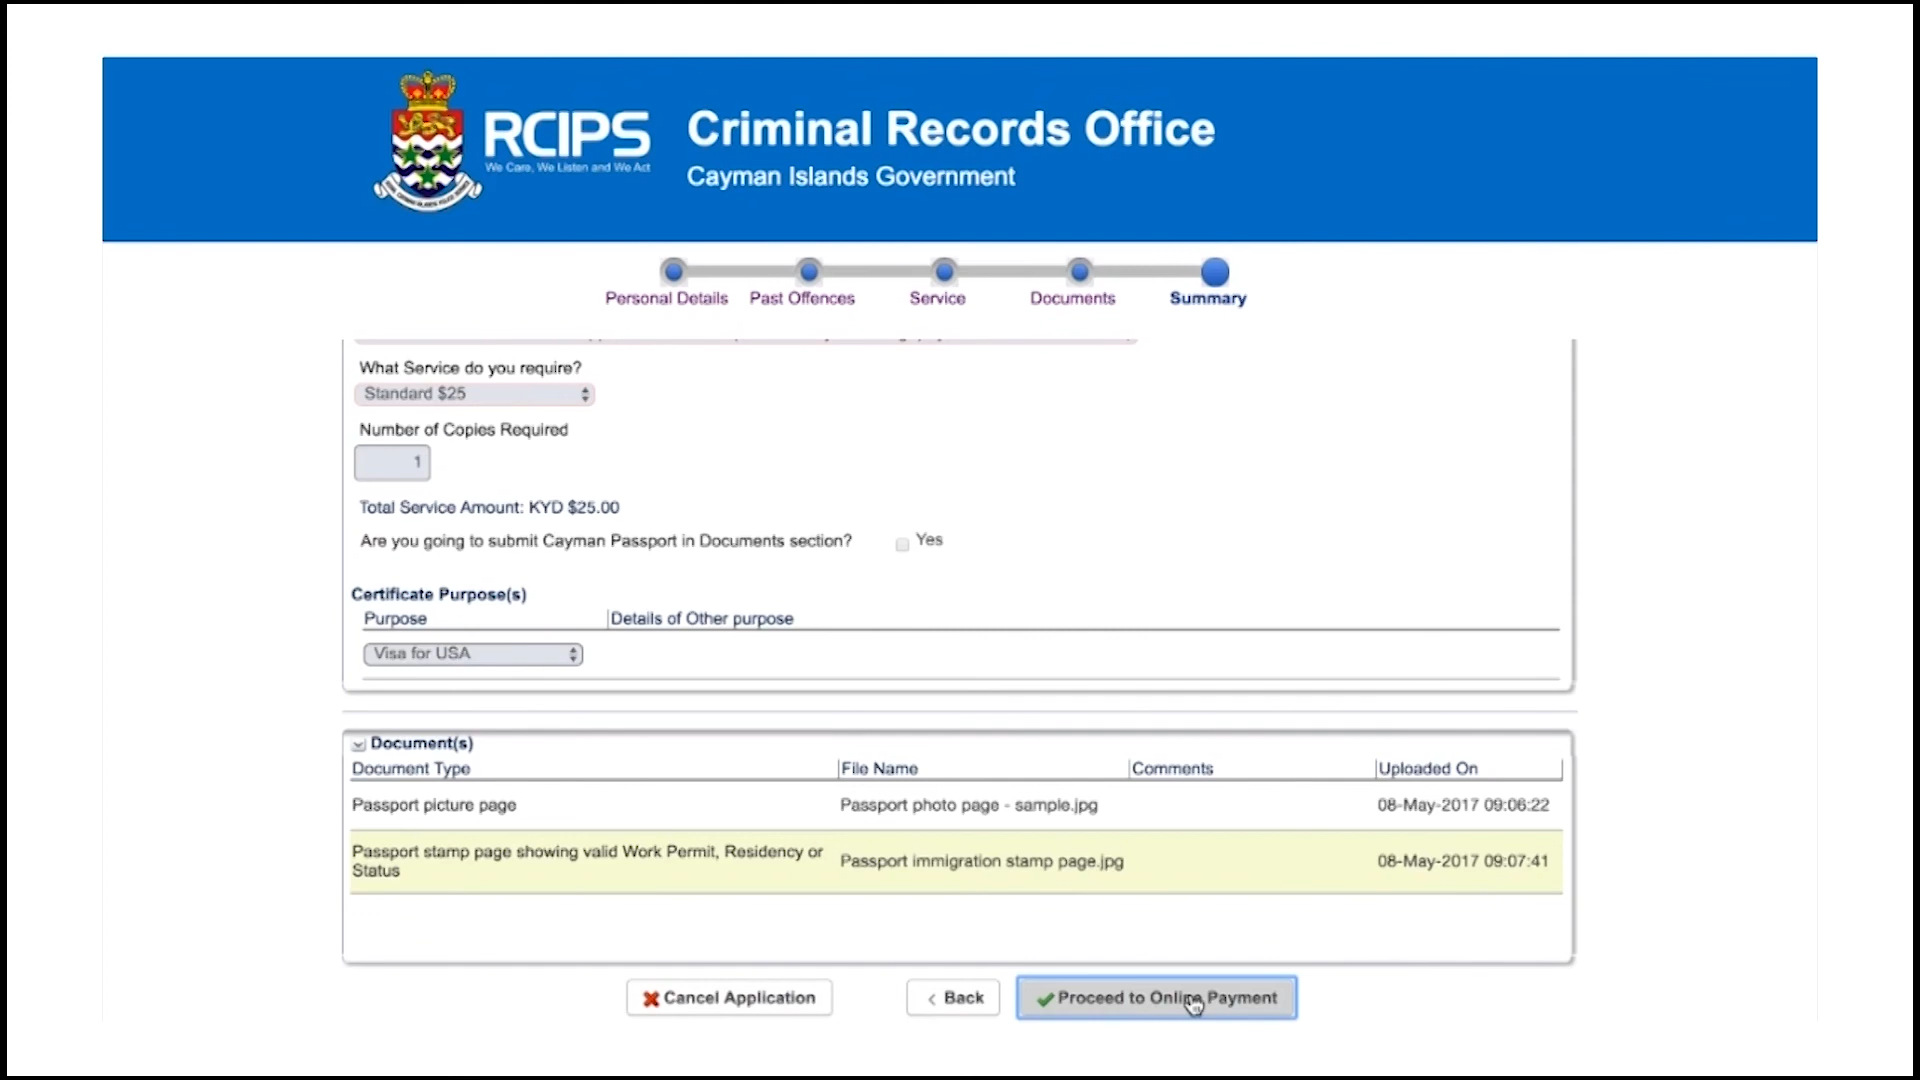 RCIPS
We Care, We Listen and We Act
Criminal Records Office
Cayman Islands Government
Personal Details
Past Offences
Service
Documents
Summary
What Service do you require?
Standard $25
Number of Copies Required
1
Total Service Amount: KYD $25.00
Are you going to submit Cayman Passport in Documents section?
Yes
Certificate Purpose(s)
Purpose
Details of Other purpose
Visa for USA
Document(s)
Document Type
File Name
Comments
Uploaded On
Passport picture page
Passport photo page - sample.jpg
08-May-2017 09:06:22
Passport stamp page showing valid Work Permit, Residency or
Status
Passport immigration stamp page.jpg
08-May-2017 09:07:41
Cancel Application
‹ Back
Proceed to Online Payment